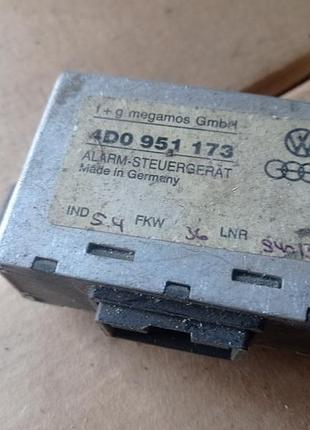 f+g megamos GmbH
4D0 951 173
ALARM-STEUERGERÄT
Made in Germany
IND S.4 FKW 36 LNR